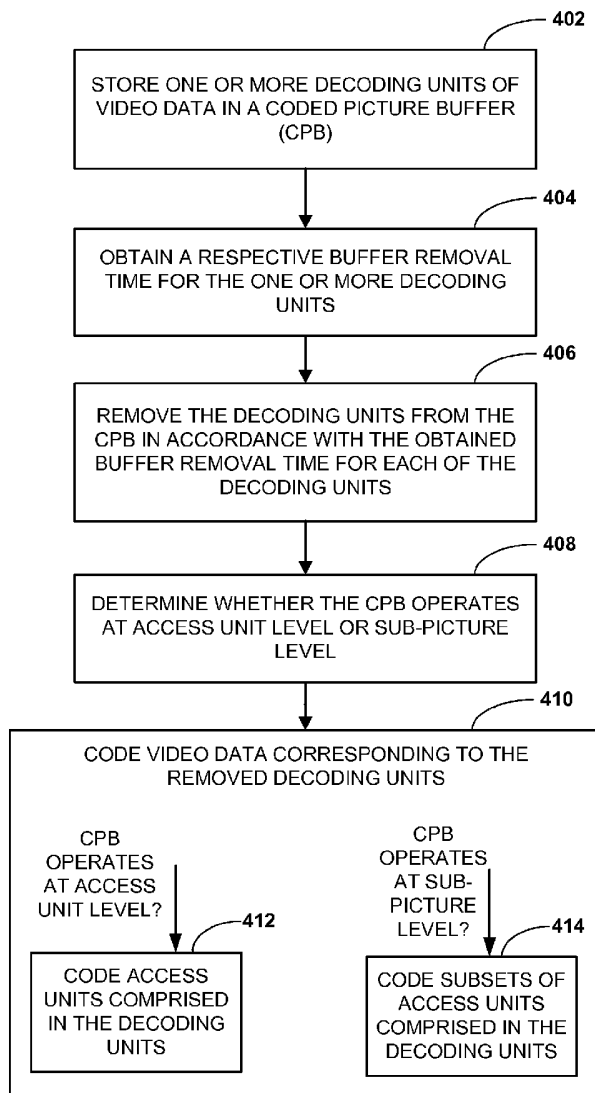 402
STORE ONE OR MORE DECODING UNITS OF
VIDEO DATA IN A CODED PICTURE BUFFER
(CPB)
404
OBTAIN A RESPECTIVE BUFFER REMOVAL
TIME FOR THE ONE OR MORE DECODING
UNITS
406
REMOVE THE DECODING UNITS FROM THE
CPB IN ACCORDANCE WITH THE OBTAINED
BUFFER REMOVAL TIME FOR EACH OF THE
DECODING UNITS
408
DETERMINE WHETHER THE CPB OPERATES
AT ACCESS UNIT LEVEL OR SUB-PICTURE
LEVEL
410
CODE VIDEO DATA CORRESPONDING TO THE
REMOVED DECODING UNITS
CPB
OPERATES
AT ACCESS
UNIT LEVEL?
412
CODE ACCESS
UNITS COMPRISED
IN THE DECODING
UNITS
CPB
OPERATES
AT SUB-
PICTURE
LEVEL?
414
CODE SUBSETS OF
ACCESS UNITS
COMPRISED IN THE
DECODING UNITS